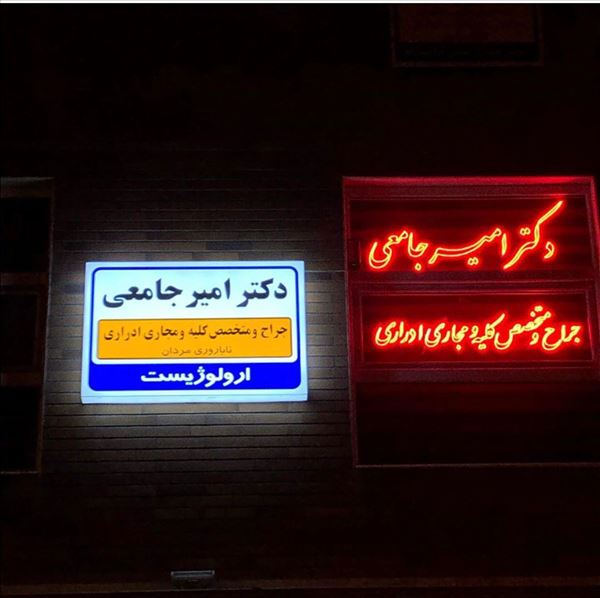 دکتر امیر جامعی
جراح و متخصص کلیه و مجاری ادراری
ناباروری مردان
ارولوژیست
دکتر امیر جامعی
جراح و متخصص کلیه و مجاری ادراری